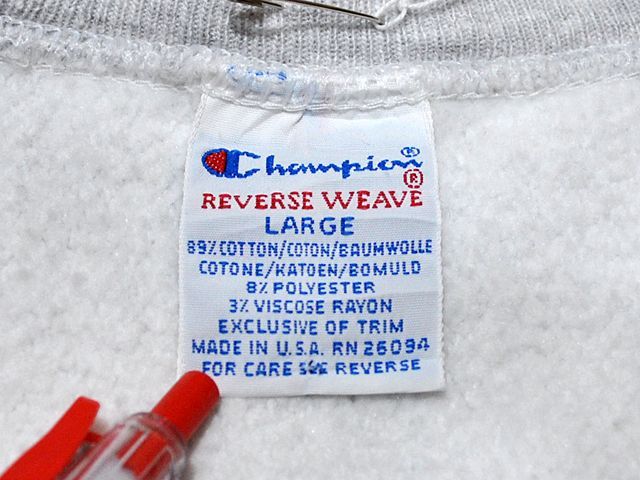 Champion®
REVERSE WEAVE®
LARGE
89% COTTON/COTON/BAUMWOLLE
COTONE/KATOEN/BOMULD
8% POLYESTER
3% VISCOSE RAYON
EXCLUSIVE OF TRIM
MADE IN U.S.A. RN 26094
FOR CARE SEE REVERSE